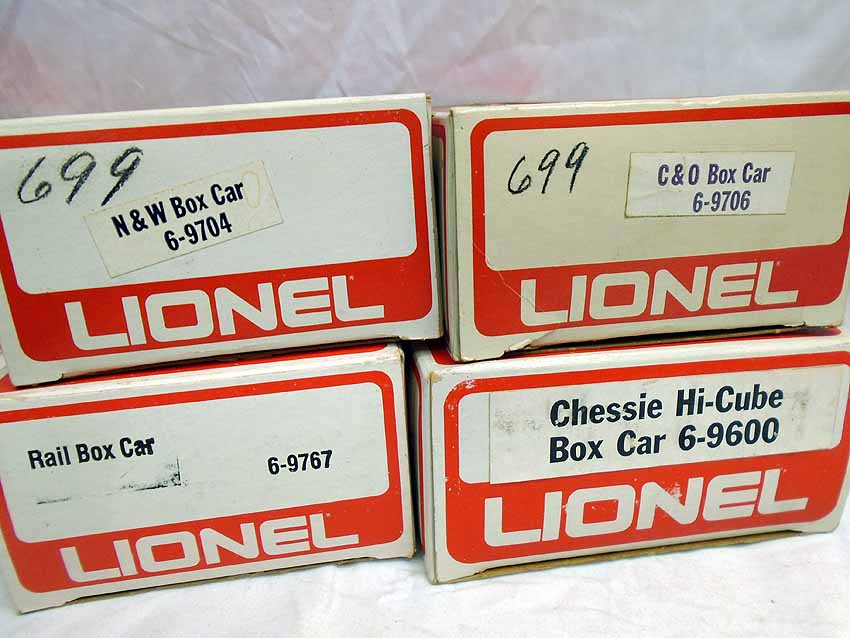 699
N & W Box Car
6-9704
LIONEL
699
C & O Box Car
6-9706
LIONEL
Rail Box Car
6-9767
LIONEL
Chessie Hi-Cube
Box Car 6-9600
LIONEL